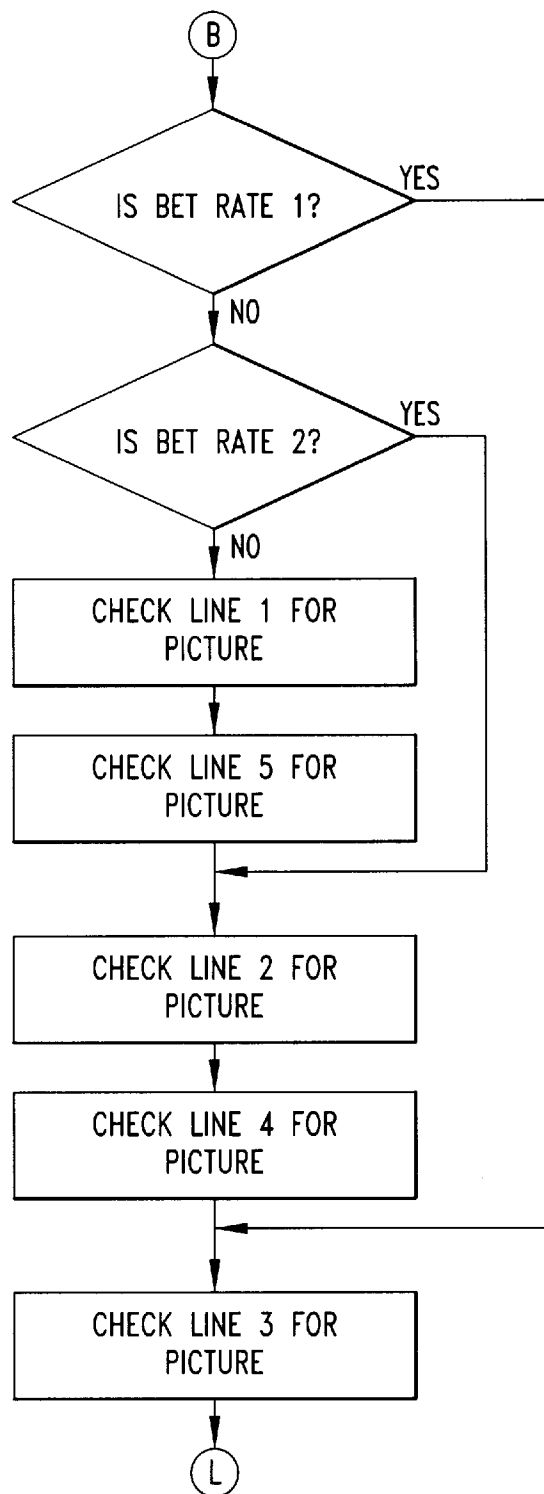 B
IS BET RATE 1?
YES
NO
IS BET RATE 2?
YES
NO
CHECK LINE 1 FOR
PICTURE
CHECK LINE 5 FOR
PICTURE
CHECK LINE 2 FOR
PICTURE
CHECK LINE 4 FOR
PICTURE
CHECK LINE 3 FOR
PICTURE
L